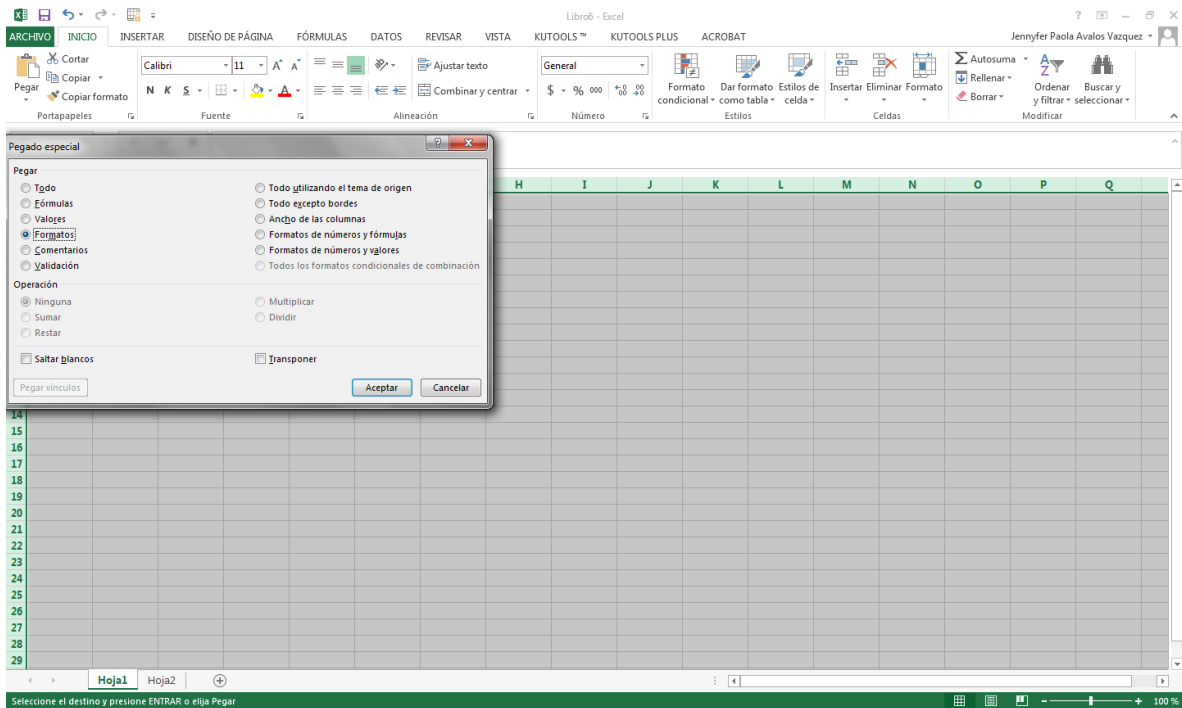 Libro6 - Excel
ARCHIVO INICIO INSERTAR DISEÑO DE PÁGINA FÓRMULAS DATOS REVISAR VISTA KUTOOLS ™ KUTOOLS PLUS ACROBAT Jennyfer Paola Avalos Vazquez
Pegar
Cortar
Copiar
Copiar formato
Portapapeles
Calibri 11
N K S
Fuente
Ajustar texto
Combinar y centrar
Alineación
General
$ % 000
Número
Formato condicional
Dar formato como tabla
Estilos de celda
Estilos
Insertar Eliminar Formato
Celdas
Autosuma
Rellenar
Borrar
Ordenar y filtrar
Buscar y seleccionar
Modificar
Pegado especial
Pegar
Todo
Fórmulas
Valores
Formatos
Comentarios
Validación
Todo utilizando el tema de origen
Todo excepto bordes
Ancho de las columnas
Formatos de números y fórmulas
Formatos de números y valores
Todos los formatos condicionales de combinación
Operación
Ninguna
Sumar
Restar
Multiplicar
Dividir
Saltar blancos
Transponer
Pegar vínculos
Aceptar Cancelar
H I J K L M N O P Q
14
15
16
17
18
19
20
21
22
23
24
25
26
27
28
29
Hoja1 Hoja2
Seleccione el destino y presione ENTRAR o elija Pegar
100 %